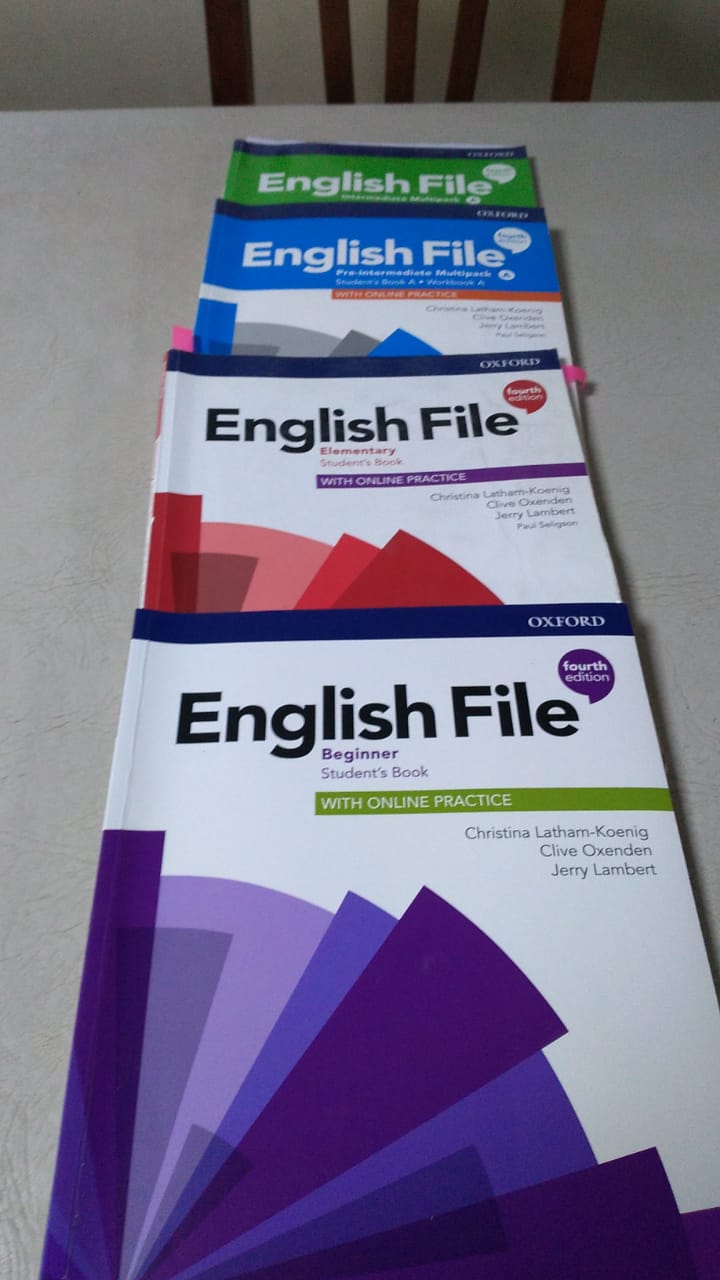 OXFORD
English File
fourth
edition
Intermediate Multipack A
OXFORD
English File
fourth
edition
Pre-intermediate Multipack A
Student's Book A • Workbook A
WITH ONLINE PRACTICE
Christina Latham-Koenig
Clive Oxenden
Jerry Lambert
Paul Seligson
OXFORD
English File
fourth
edition
Elementary
Student's Book
WITH ONLINE PRACTICE
Christina Latham-Koenig
Clive Oxenden
Jerry Lambert
Paul Seligson
OXFORD
English File
fourth
edition
Beginner
Student's Book
WITH ONLINE PRACTICE
Christina Latham-Koenig
Clive Oxenden
Jerry Lambert